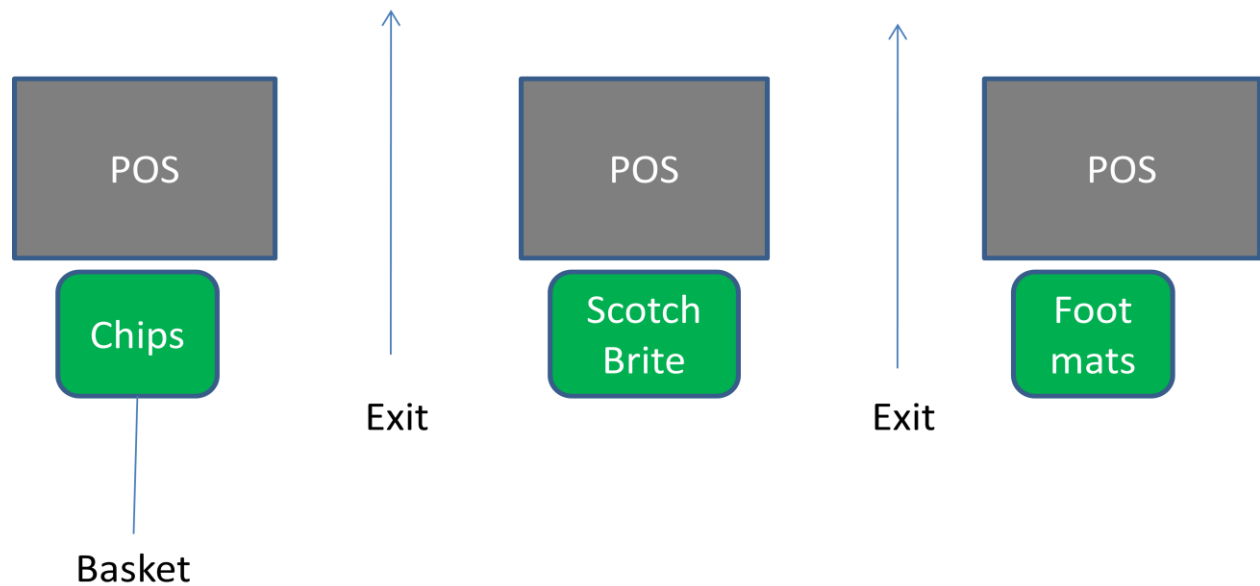 POS
POS
POS
Chips
Scotch
Brite
Foot
mats
Exit
Exit
Basket